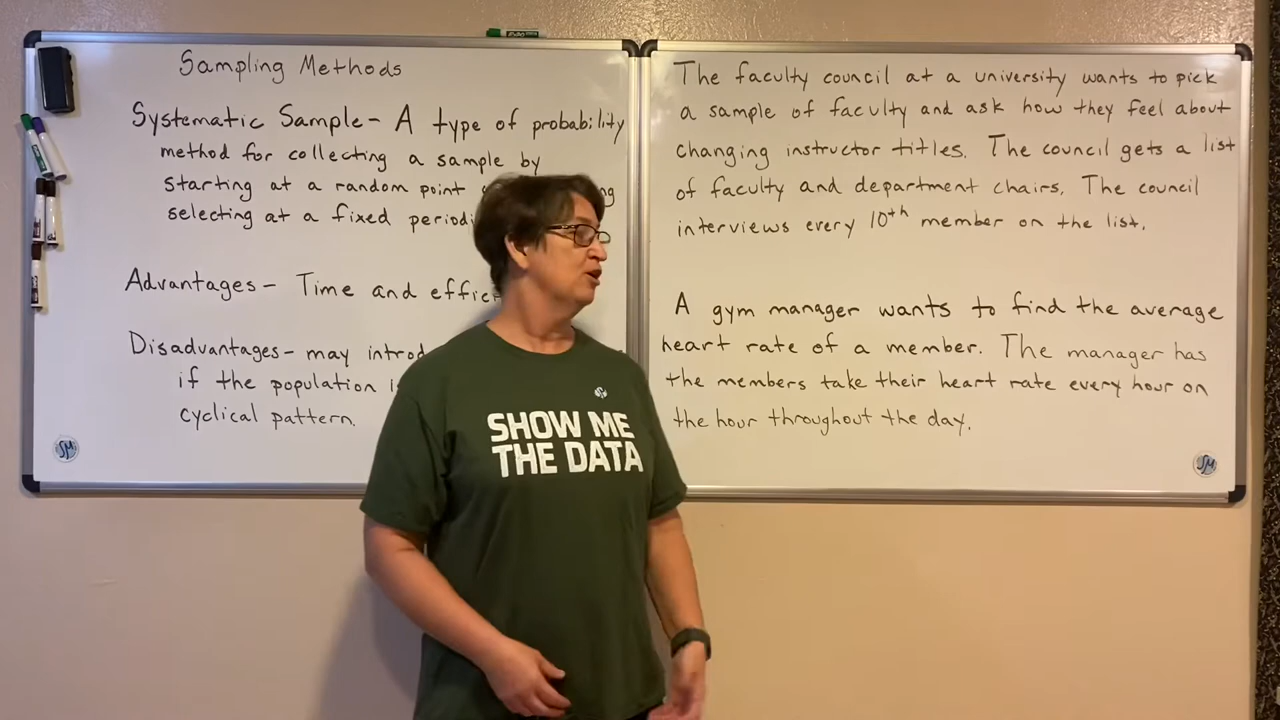 Sampling Methods
Systematic Sample- A type of probability
method for collecting a sample by
starting at a random point
selecting at a fixed
Advantages- Time and
Disadvantages- may
if the population
cyclical pattern.
The faculty council at a university wants to pick
a sample of faculty and ask how they feel about
changing instructor titles. The council gets a list
of faculty and department chairs. The council
interviews every 10th member on the list.
A gym manager wants to find the average
heart rate of a member. The manager has
the members take their heart rate every hour on
the hour throughout the day.
SHOW ME
THE DATA
SM
SM
EXPO